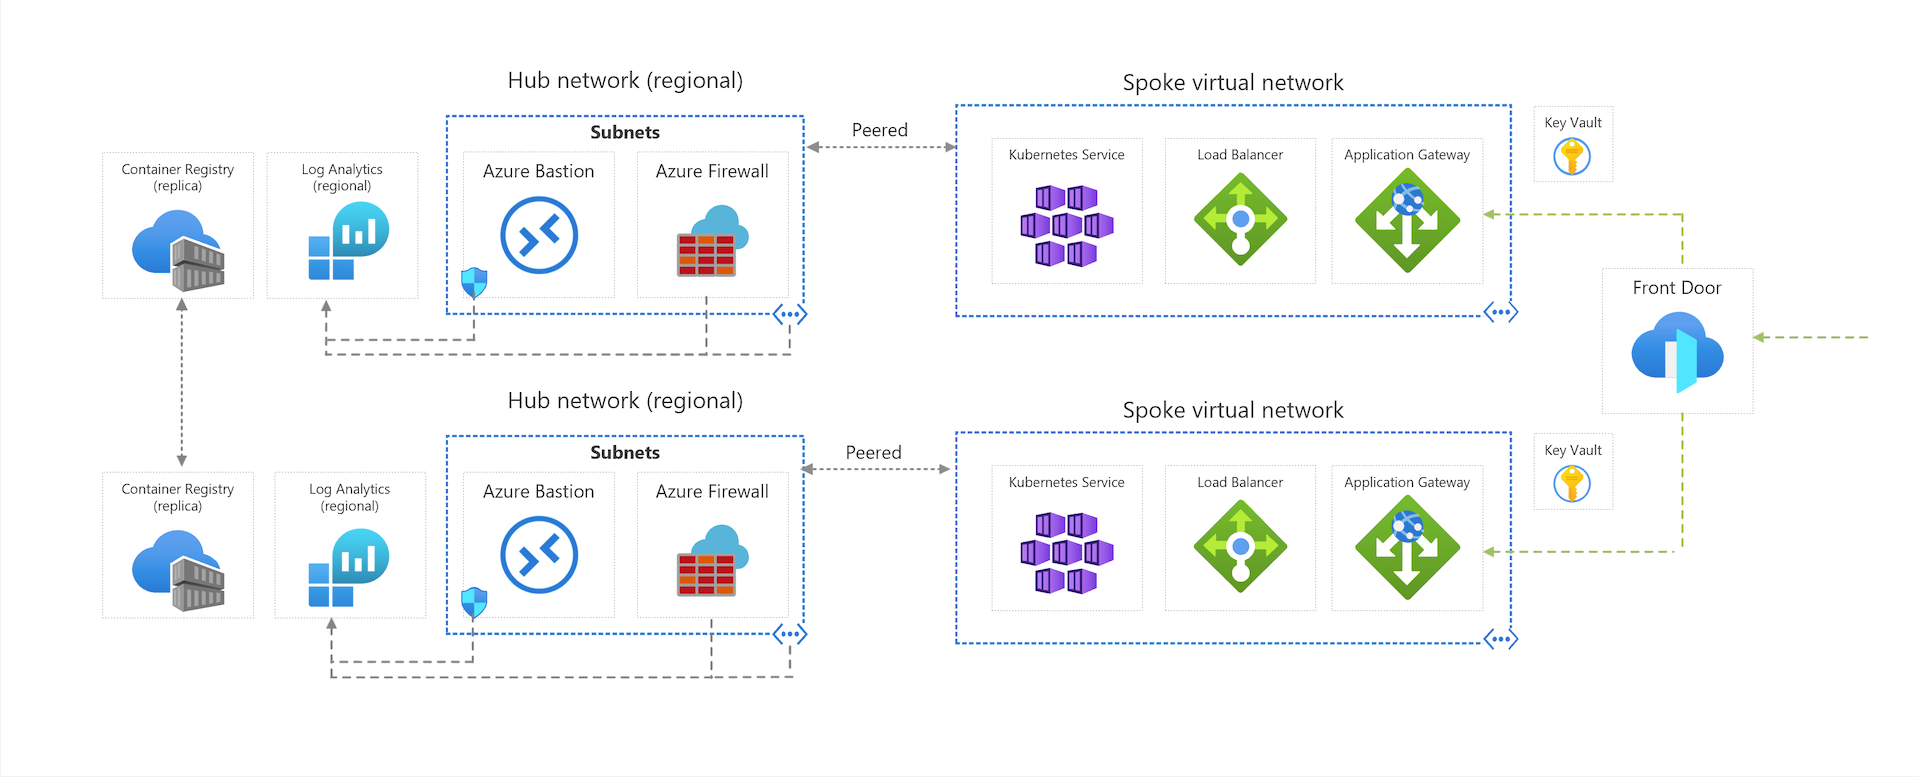 Hub network (regional)
Spoke virtual network
Subnets
Peered
Key Vault
Container Registry
(replica)
Log Analytics
(regional)
Azure Bastion
Azure Firewall
Kubernetes Service
Load Balancer
Application Gateway
Front Door
Hub network (regional)
Spoke virtual network
Subnets
Peered
Key Vault
Container Registry
(replica)
Log Analytics
(regional)
Azure Bastion
Azure Firewall
Kubernetes Service
Load Balancer
Application Gateway